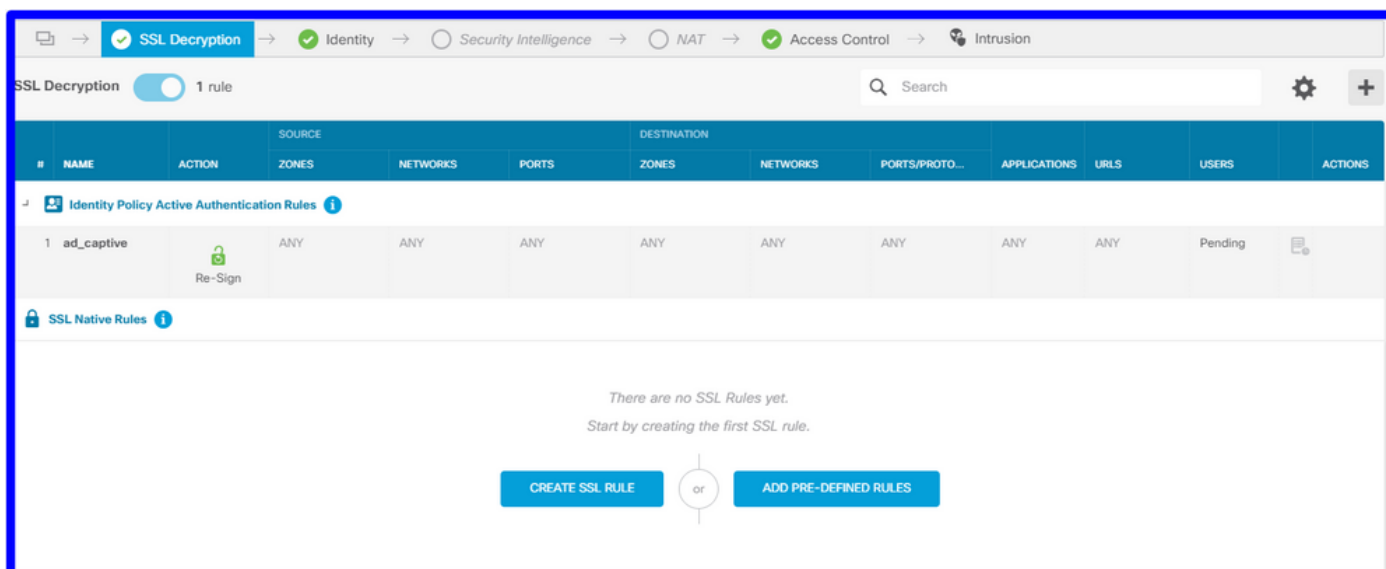 SSL Decryption Identity Security Intelligence NAT Access Control Intrusion
SSL Decryption 1 rule Search
SOURCE DESTINATION
# NAME ACTION ZONES NETWORKS PORTS ZONES NETWORKS PORTS/PROTO... APPLICATIONS URLS USERS ACTIONS
Identity Policy Active Authentication Rules
1 ad_captive Re-Sign ANY ANY ANY ANY ANY ANY ANY ANY Pending
SSL Native Rules
There are no SSL Rules yet.
Start by creating the first SSL rule.
CREATE SSL RULE or ADD PRE-DEFINED RULES